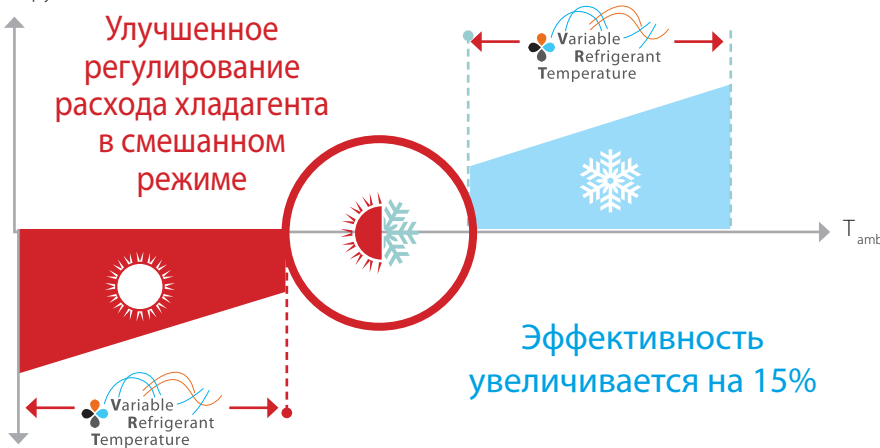 Улучшенное
регулирование
расхода хладагента
в смешанном
режиме
Variable
Refrigerant
Temperature
T amb
Эффективность
увеличивается на 15%
Variable
Refrigerant
Temperature